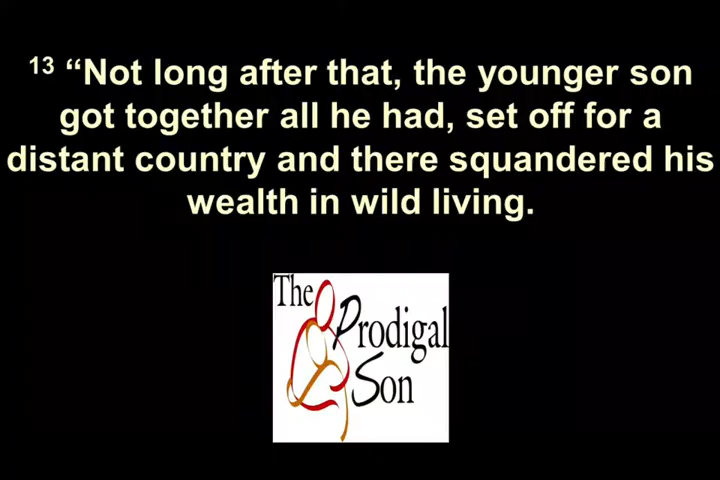 13 “Not long after that, the younger son
got together all he had, set off for a
distant country and there squandered his
wealth in wild living.
The
Prodigal
Son